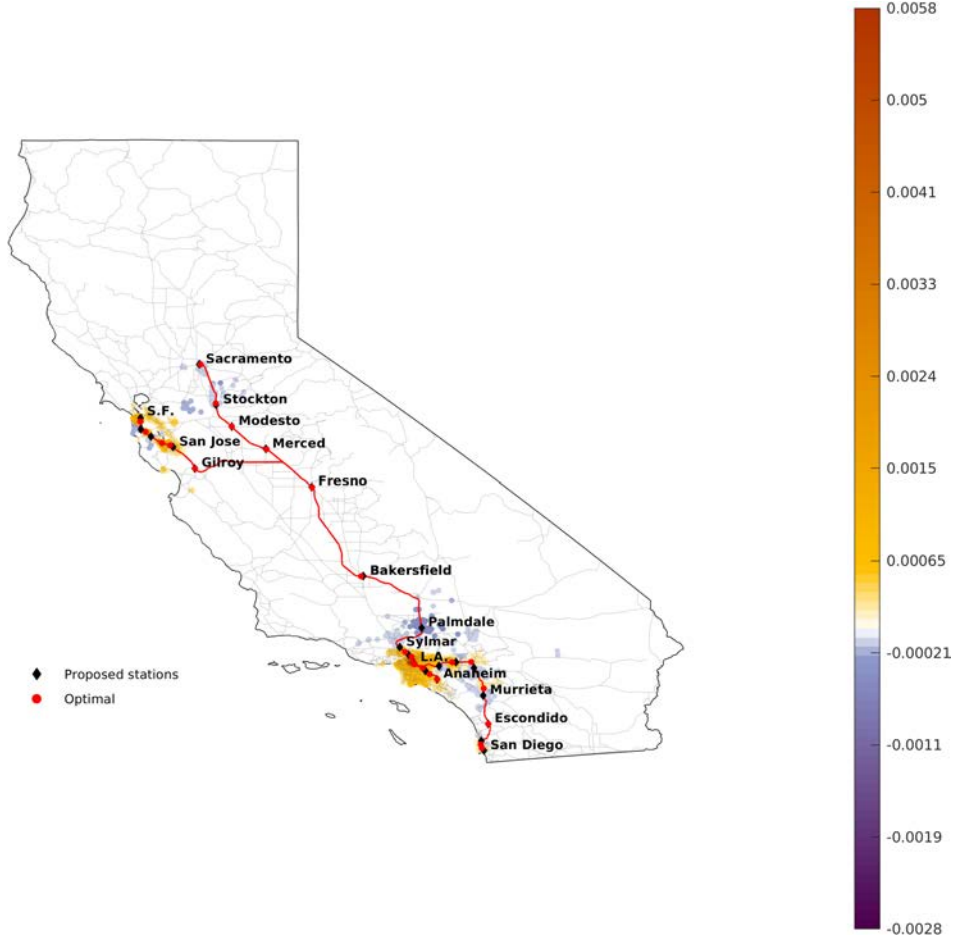 0.0058
0.005
0.0041
0.0033
0.0024
0.0015
0.00065
-0.00021
-0.0011
-0.0019
-0.0028
Sacramento
Stockton
S.F.
Modesto
San Jose
Merced
Gilroy
Fresno
Bakersfield
Palmdale
Sylmar
L.A.
Anaheim
Murrieta
Escondido
San Diego
Proposed stations
Optimal